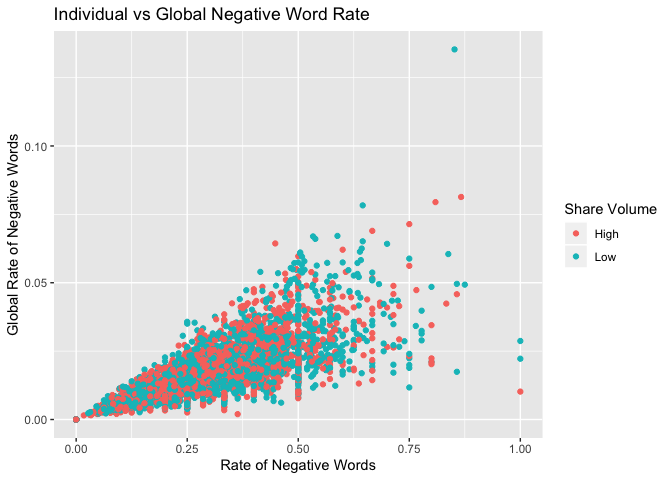 Individual vs Global Negative Word Rate
Global Rate of Negative Words
0.10
0.05
0.00
0.00 0.25 0.50 0.75 1.00
Rate of Negative Words
Share Volume
High
Low